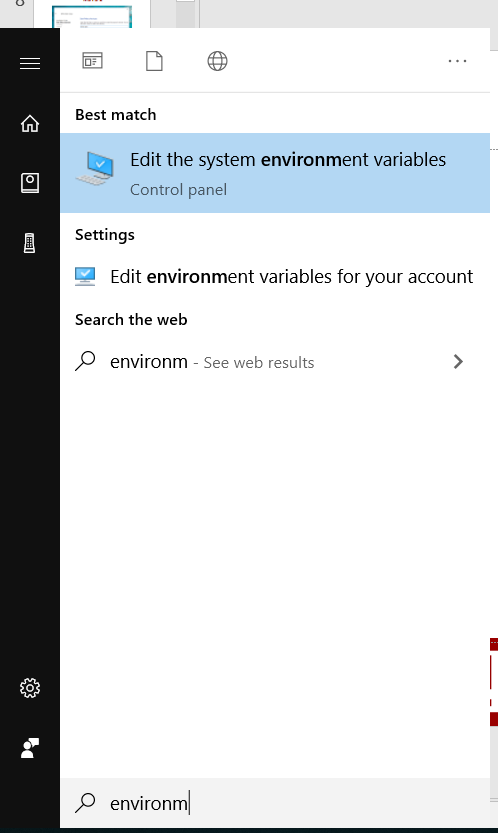 8
Best match
Edit the system environment variables
Control panel
Settings
Edit environment variables for your account
Search the web
environm - See web results
environm